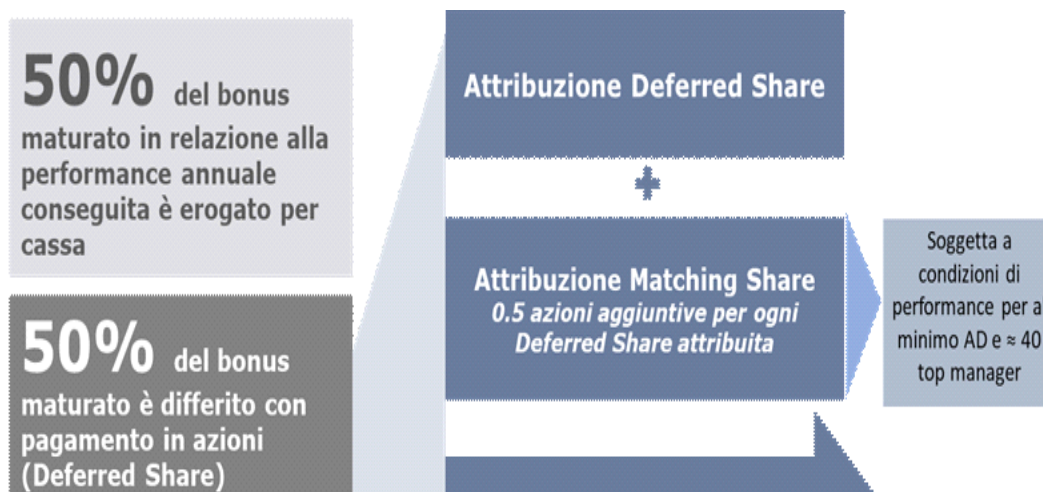 50% del bonus
maturato in relazione alla
performance annuale
conseguita è erogato per
cassa
50% del bonus
maturato è differito con
pagamento in azioni
(Deferred Share)
Attribuzione Deferred Share
+
Attribuzione Matching Share
0.5 azioni aggiuntive per ogni
Deferred Share attribuita
Soggetta a
condizioni di
performance per a
minimo AD e ≈ 40
top manager